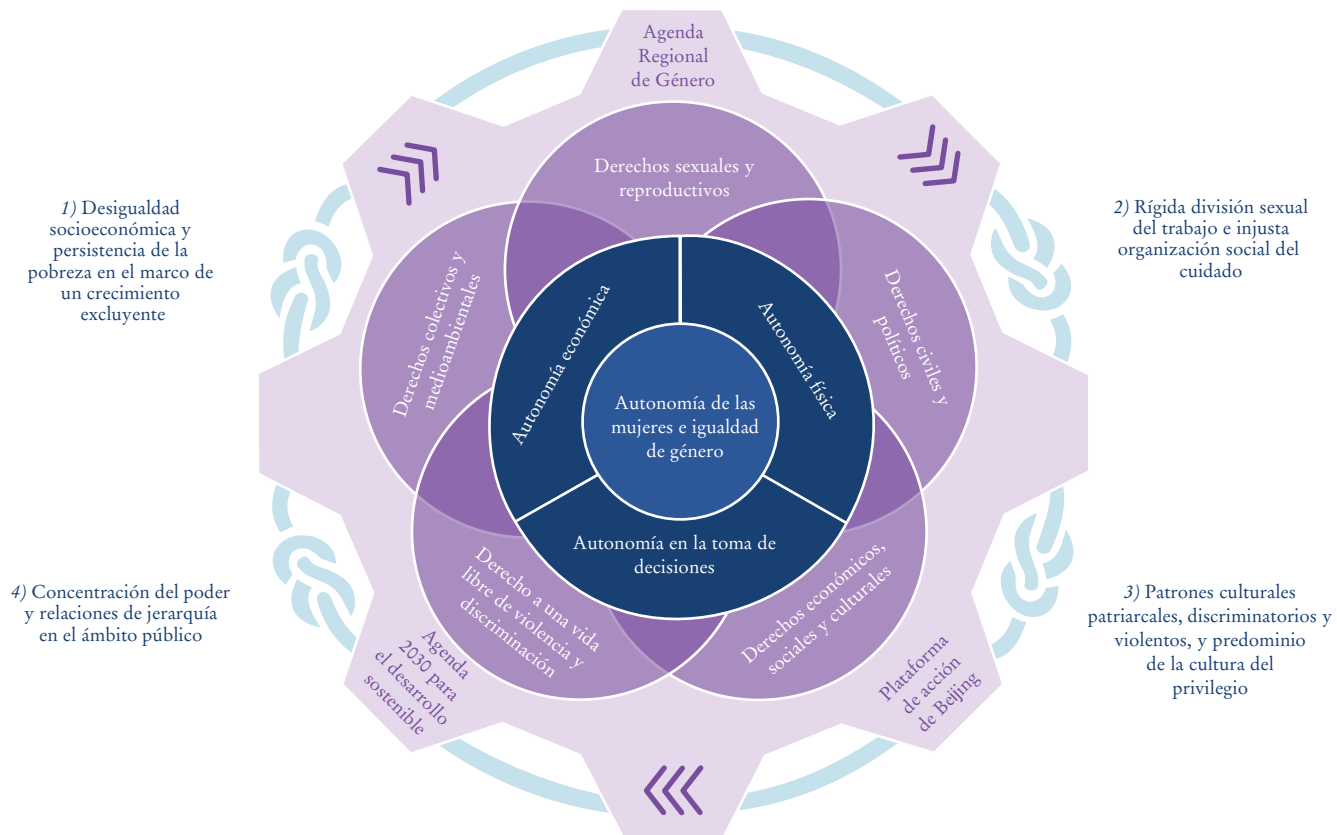 Agenda
Regional
de Género
Derechos sexuales y
reproductivos
1) Desigualdad
socioeconómica y
persistencia de la
pobreza en el marco de
un crecimiento
excluyente
2) Rígida división sexual
del trabajo e injusta
organización social del
cuidado
Derechos colectivos y
medioambientales
Autonomía económica
Autonomía física
Derechos civiles y
políticos
Autonomía de las
mujeres e igualdad
de género
Autonomía en la toma de
decisiones
4) Concentración del poder
y relaciones de jerarquía
en el ámbito público
Derecho a una vida
libre de violencia y
discriminación
Derechos económicos,
sociales y culturales
3) Patrones culturales
patriarcales, discriminatorios y
violentos, y predominio
de la cultura del
privilegio
Agenda
2030 para
el desarrollo
sostenible
Plataforma
de acción
de Beijing